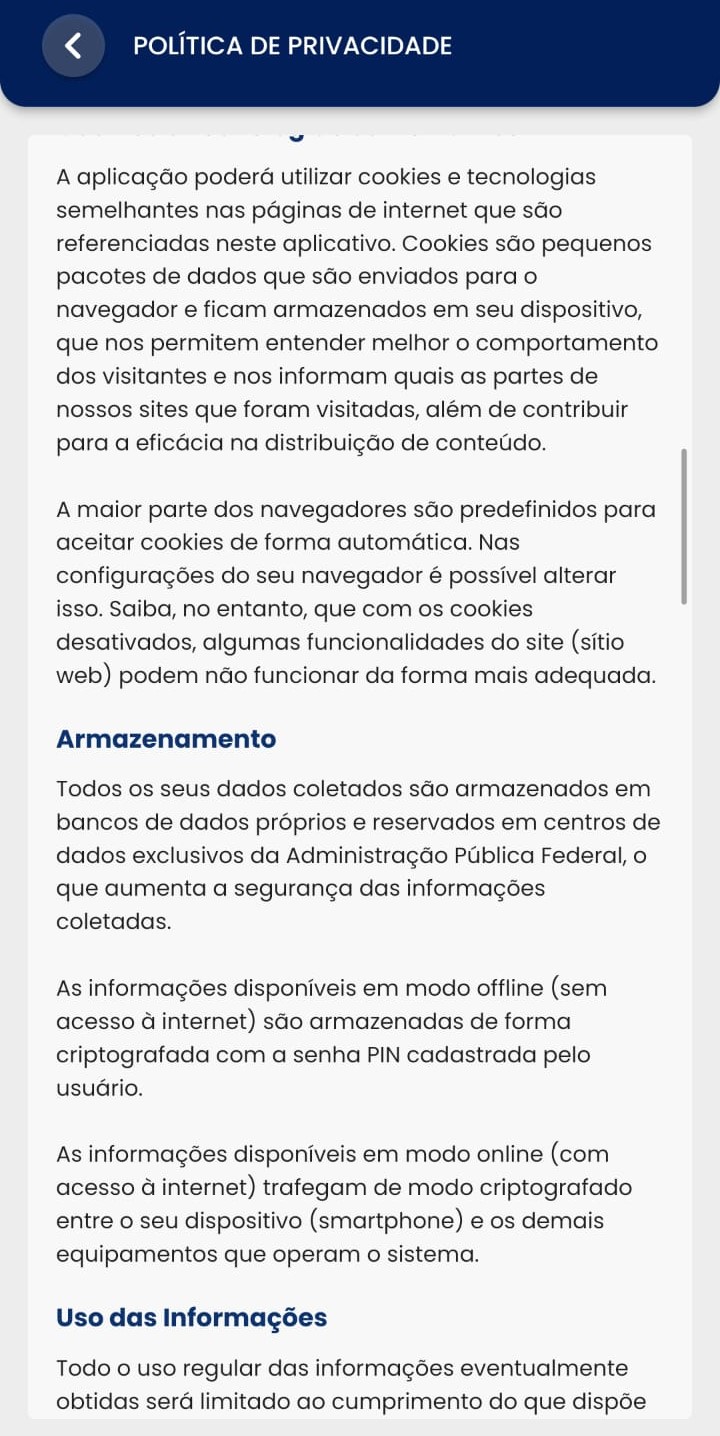 POLÍTICA DE PRIVACIDADE
A aplicação poderá utilizar cookies e tecnologias
semelhantes nas páginas de internet que são
referenciadas neste aplicativo. Cookies são pequenos
pacotes de dados que são enviados para o
navegador e ficam armazenados em seu dispositivo,
que nos permitem entender melhor o comportamento
dos visitantes e nos informam quais as partes de
nossos sites que foram visitadas, além de contribuir
para a eficácia na distribuição de conteúdo.
A maior parte dos navegadores são predefinidos para
aceitar cookies de forma automática. Nas
configurações do seu navegador é possível alterar
isso. Saiba, no entanto, que com os cookies
desativados, algumas funcionalidades do site (sítio
web) podem não funcionar da forma mais adequada.
Armazenamento
Todos os seus dados coletados são armazenados em
bancos de dados próprios e reservados em centros de
dados exclusivos da Administração Pública Federal, o
que aumenta a segurança das informações
coletadas.
As informações disponíveis em modo offline (sem
acesso à internet) são armazenadas de forma
criptografada com a senha PIN cadastrada pelo
usuário.
As informações disponíveis em modo online (com
acesso à internet) trafegam de modo criptografado
entre o seu dispositivo (smartphone) e os demais
equipamentos que operam o sistema.
Uso das Informações
Todo o uso regular das informações eventualmente
obtidas será limitado ao cumprimento do que dispõe